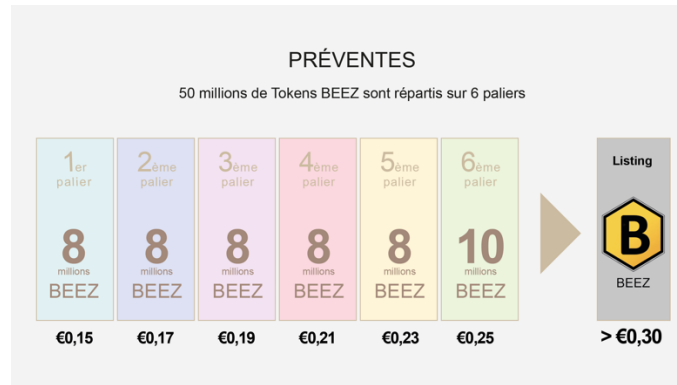 PRÉVENTES
50 millions de Tokens BEEZ sont répartis sur 6 paliers
1er
palier
8
millions
BEEZ
€0,15
2ème
palier
8
millions
BEEZ
€0,17
3ème
palier
8
millions
BEEZ
€0,19
4ème
palier
8
millions
BEEZ
€0,21
5ème
palier
8
millions
BEEZ
€0,23
6ème
palier
10
millions
BEEZ
€0,25
Listing
B
BEEZ
> €0,30